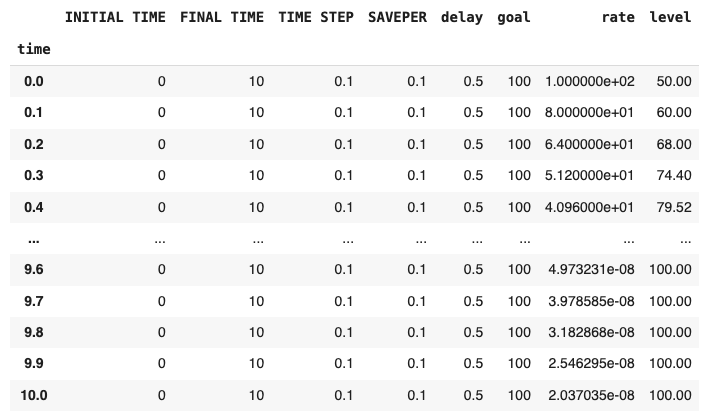 INITIAL TIME FINAL TIME TIME STEP SAVEPER delay goal rate level
time
0.0 0 10 0.1 0.1 0.5 100 1.000000e+02 50.00
0.1 0 10 0.1 0.1 0.5 100 8.000000e+01 60.00
0.2 0 10 0.1 0.1 0.5 100 6.400000e+01 68.00
0.3 0 10 0.1 0.1 0.5 100 5.120000e+01 74.40
0.4 0 10 0.1 0.1 0.5 100 4.096000e+01 79.52
... ... ... ... ... ... ... ... ...
9.6 0 10 0.1 0.1 0.5 100 4.973231e-08 100.00
9.7 0 10 0.1 0.1 0.5 100 3.978585e-08 100.00
9.8 0 10 0.1 0.1 0.5 100 3.182868e-08 100.00
9.9 0 10 0.1 0.1 0.5 100 2.546295e-08 100.00
10.0 0 10 0.1 0.1 0.5 100 2.037035e-08 100.00